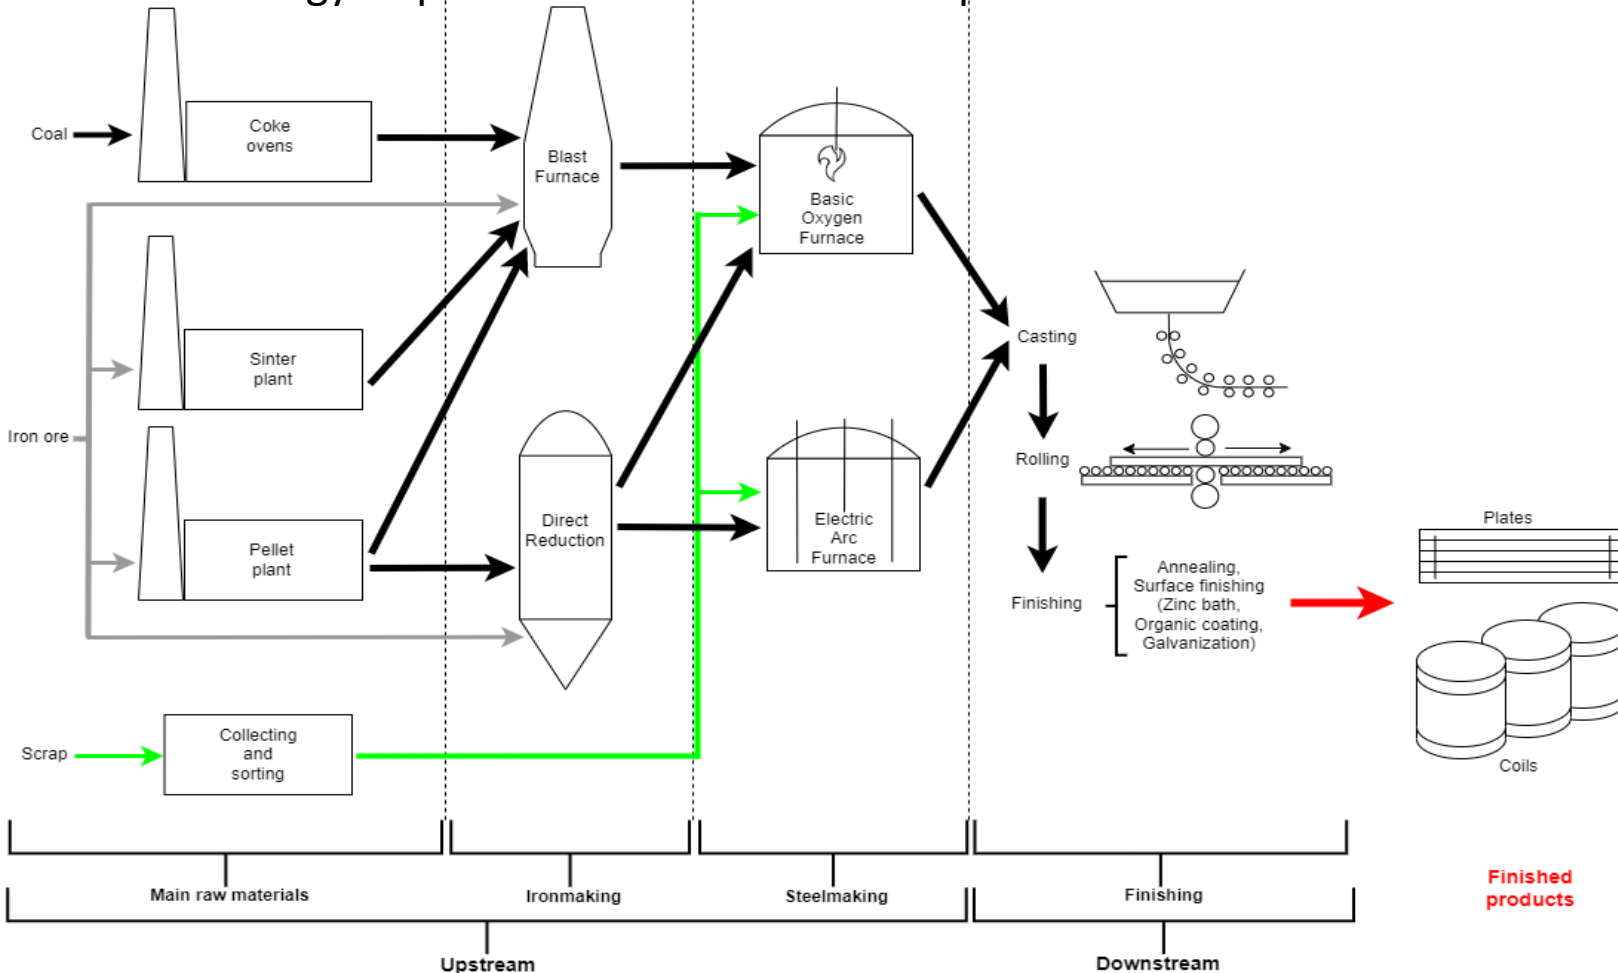 Coal
Coke
ovens
Blast
Furnace
Basic
Oxygen
Furnace
Casting
Sinter
plant
Iron ore
Rolling
Pellet
plant
Direct
Reduction
Electric
Arc
Furnace
Plates
Finishing
Annealing,
Surface finishing
(Zinc bath,
Organic coating,
Galvanization)
Scrap
Collecting
and
sorting
Coils
Main raw materials
Ironmaking
Steelmaking
Finishing
Finished
products
Upstream
Downstream